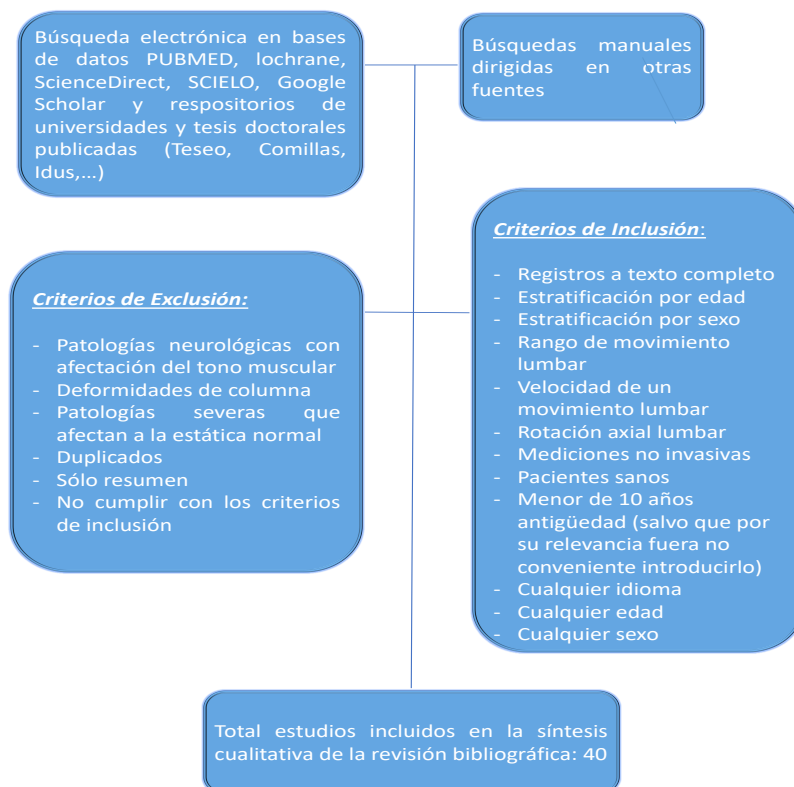 Búsqueda electrónica en bases
de datos PUBMED, lochrane,
ScienceDirect, SCIELO, Google
Scholar y respositorios de
universidades y tesis doctorales
publicadas (Teseo, Comillas,
Idus,...)
Búsquedas manuales
dirigidas en otras
fuentes
Criterios de Exclusión:
- Patologías neurológicas con
afectación del tono muscular
- Deformidades de columna
- Patologías severas que
afectan a la estática normal
- Duplicados
- Sólo resumen
- No cumplir con los criterios
de inclusión
Criterios de Inclusión:
- Registros a texto completo
- Estratificación por edad
- Estratificación por sexo
- Rango de movimiento
lumbar
- Velocidad de un
movimiento lumbar
- Rotación axial lumbar
- Mediciones no invasivas
- Pacientes sanos
- Menor de 10 años
antigüedad (salvo que por
su relevancia fuera no
conveniente introducirlo)
- Cualquier idioma
- Cualquier edad
- Cualquier sexo
Total estudios incluidos en la síntesis
cualitativa de la revisión bibliográfica: 40